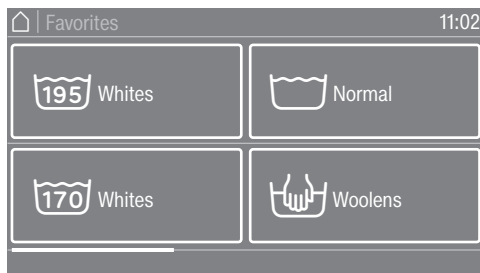 Favorites 11:02
195 Whites
Normal
170 Whites
Woolens